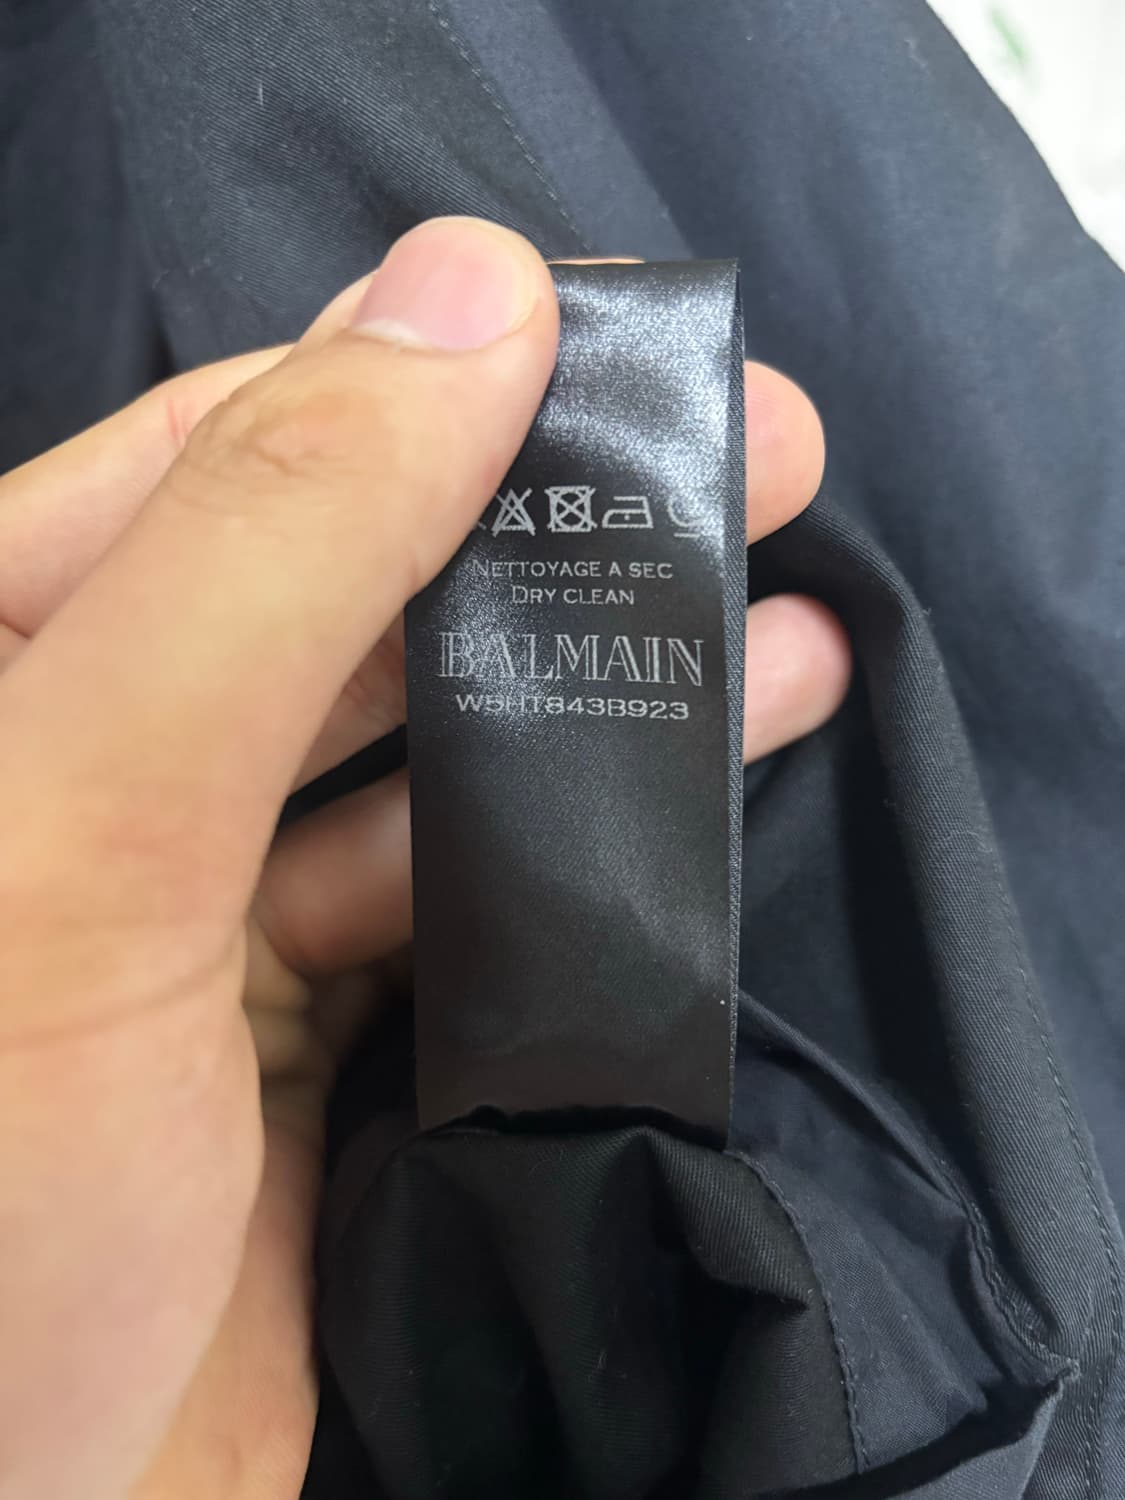 NETTOYAGE A SEC
DRY CLEAN
BALMAIN
W5HT843B923